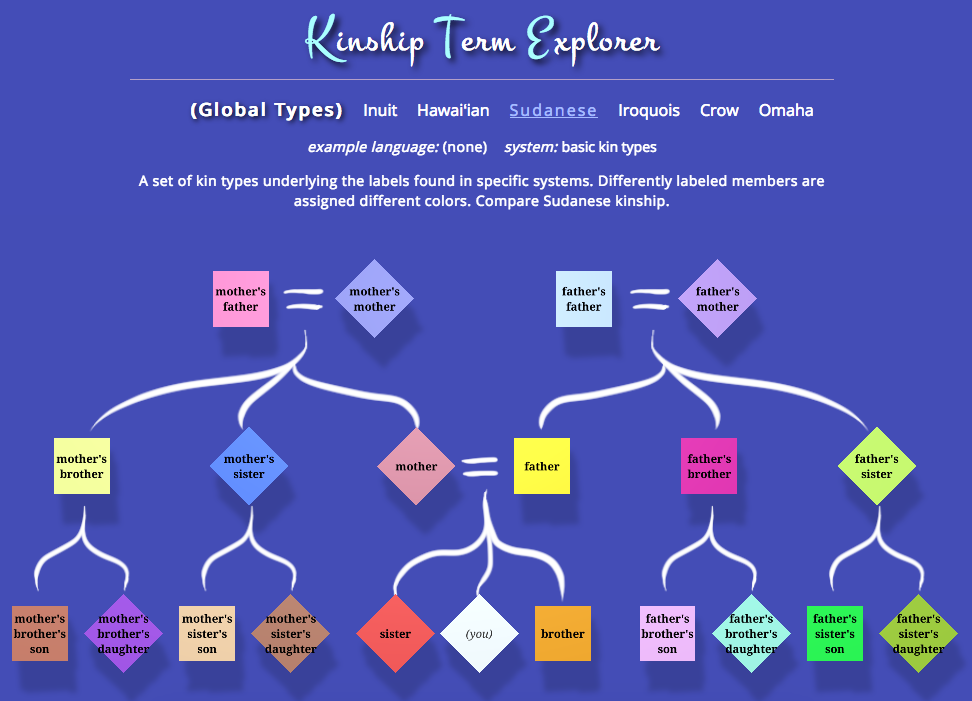 Kinship Term Explorer
(Global Types) Inuit Hawaiʻian Sudanese Iroquois Crow Omaha
example language: (none) system: basic kin types
A set of kin types underlying the labels found in specific systems. Differently labeled members are
assigned different colors. Compare Sudanese kinship.
mother's
father
mother's
mother
father's
father
father's
mother
mother's
brother
mother's
sister
mother
father
father's
brother
father's
sister
mother's
brother's
son
mother's
brother's
daughter
mother's
sister's
son
mother's
sister's
daughter
sister
(you)
brother
father's
brother's
son
father's
brother's
daughter
father's
sister's
son
father's
sister's
daughter